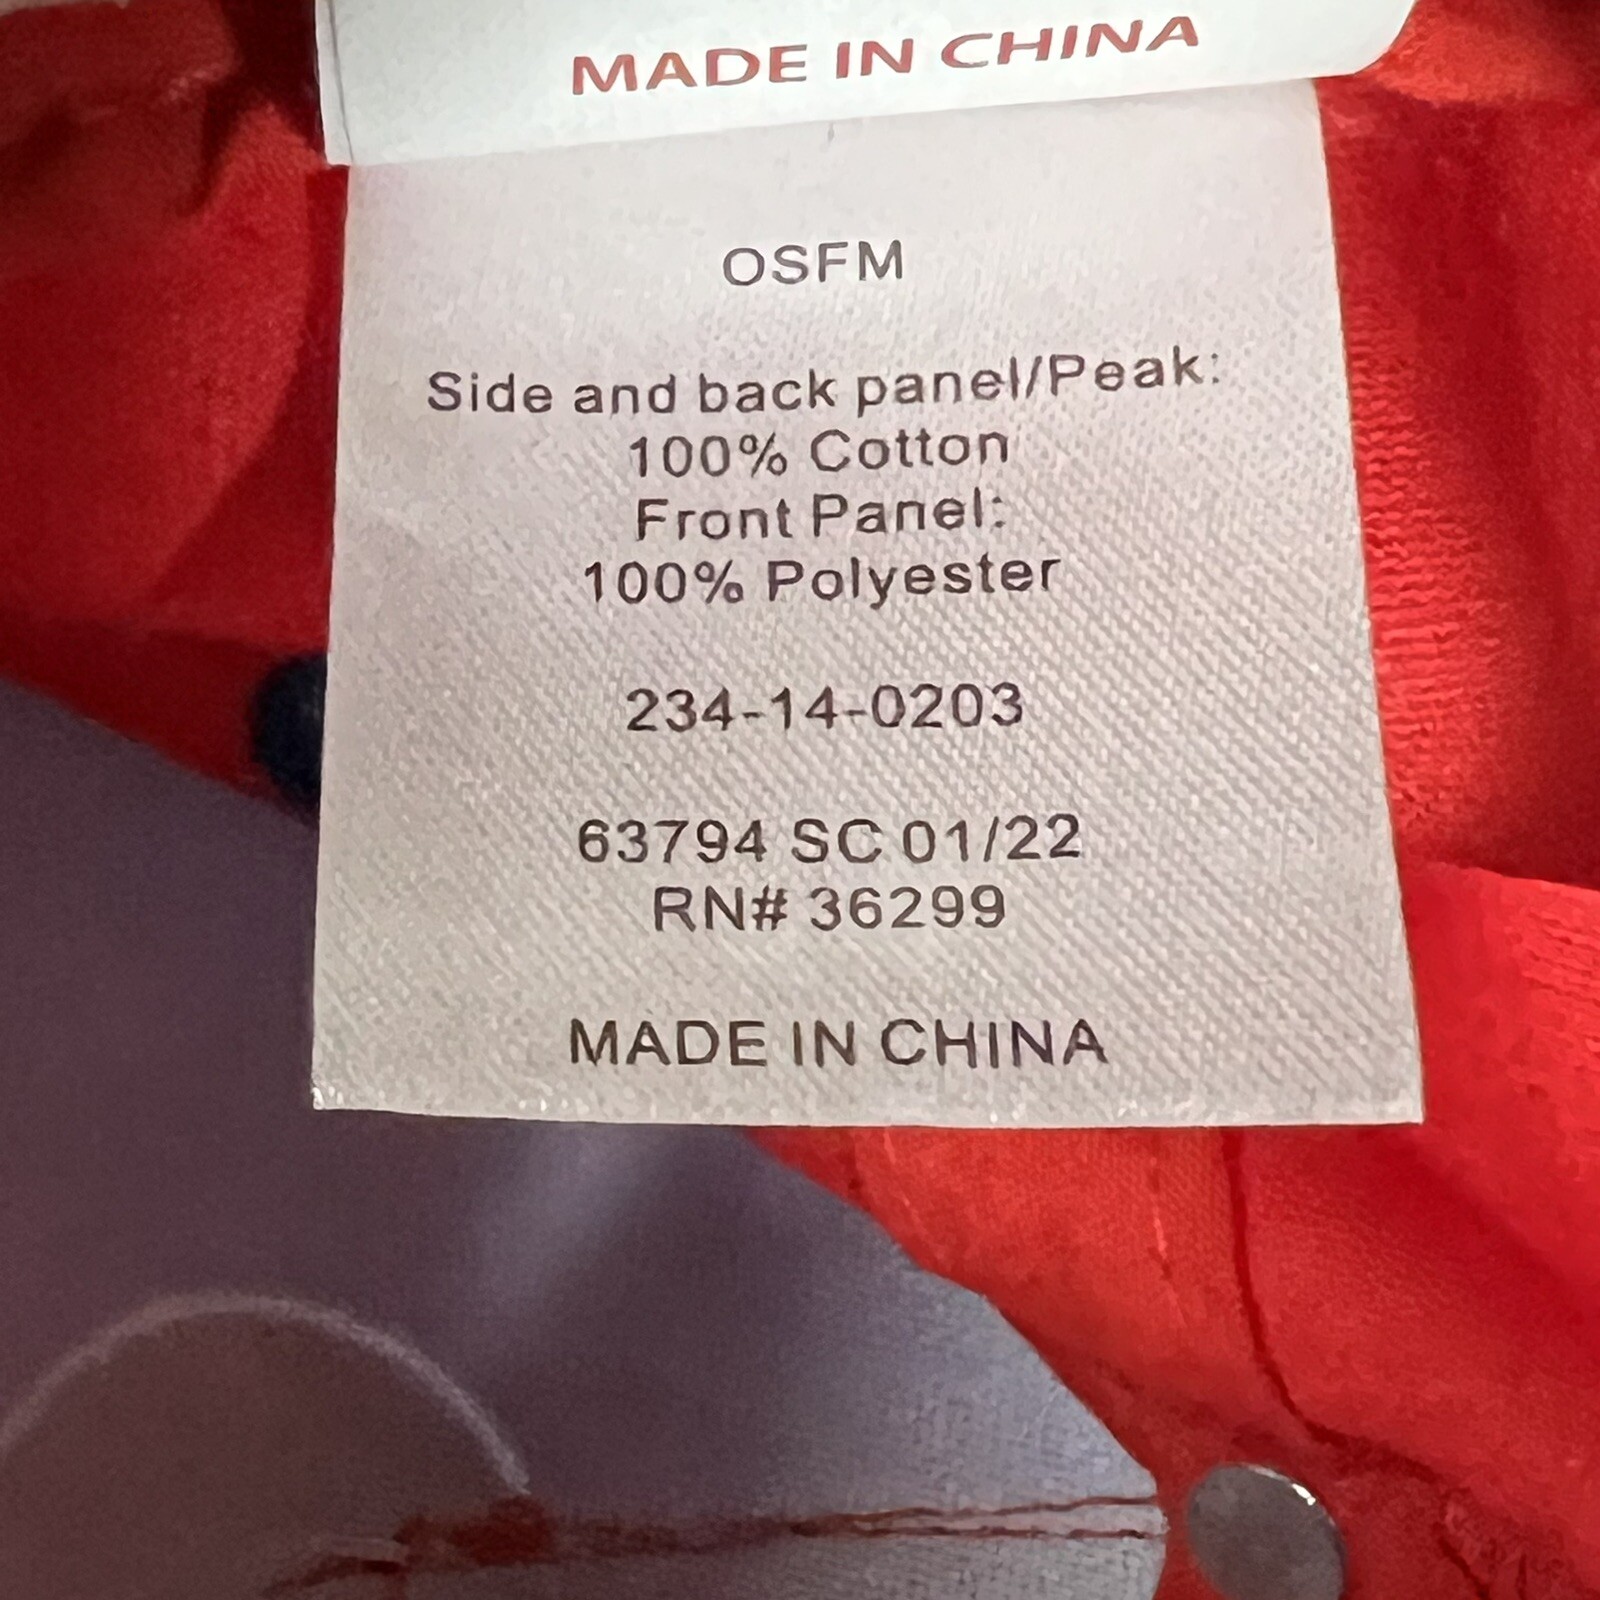 MADE IN CHINA
OSFM
Side and back panel/Peak:
100% Cotton
Front Panel:
100% Polyester
234-14-0203
63794 SC 01/22
RN# 36299
MADE IN CHINA